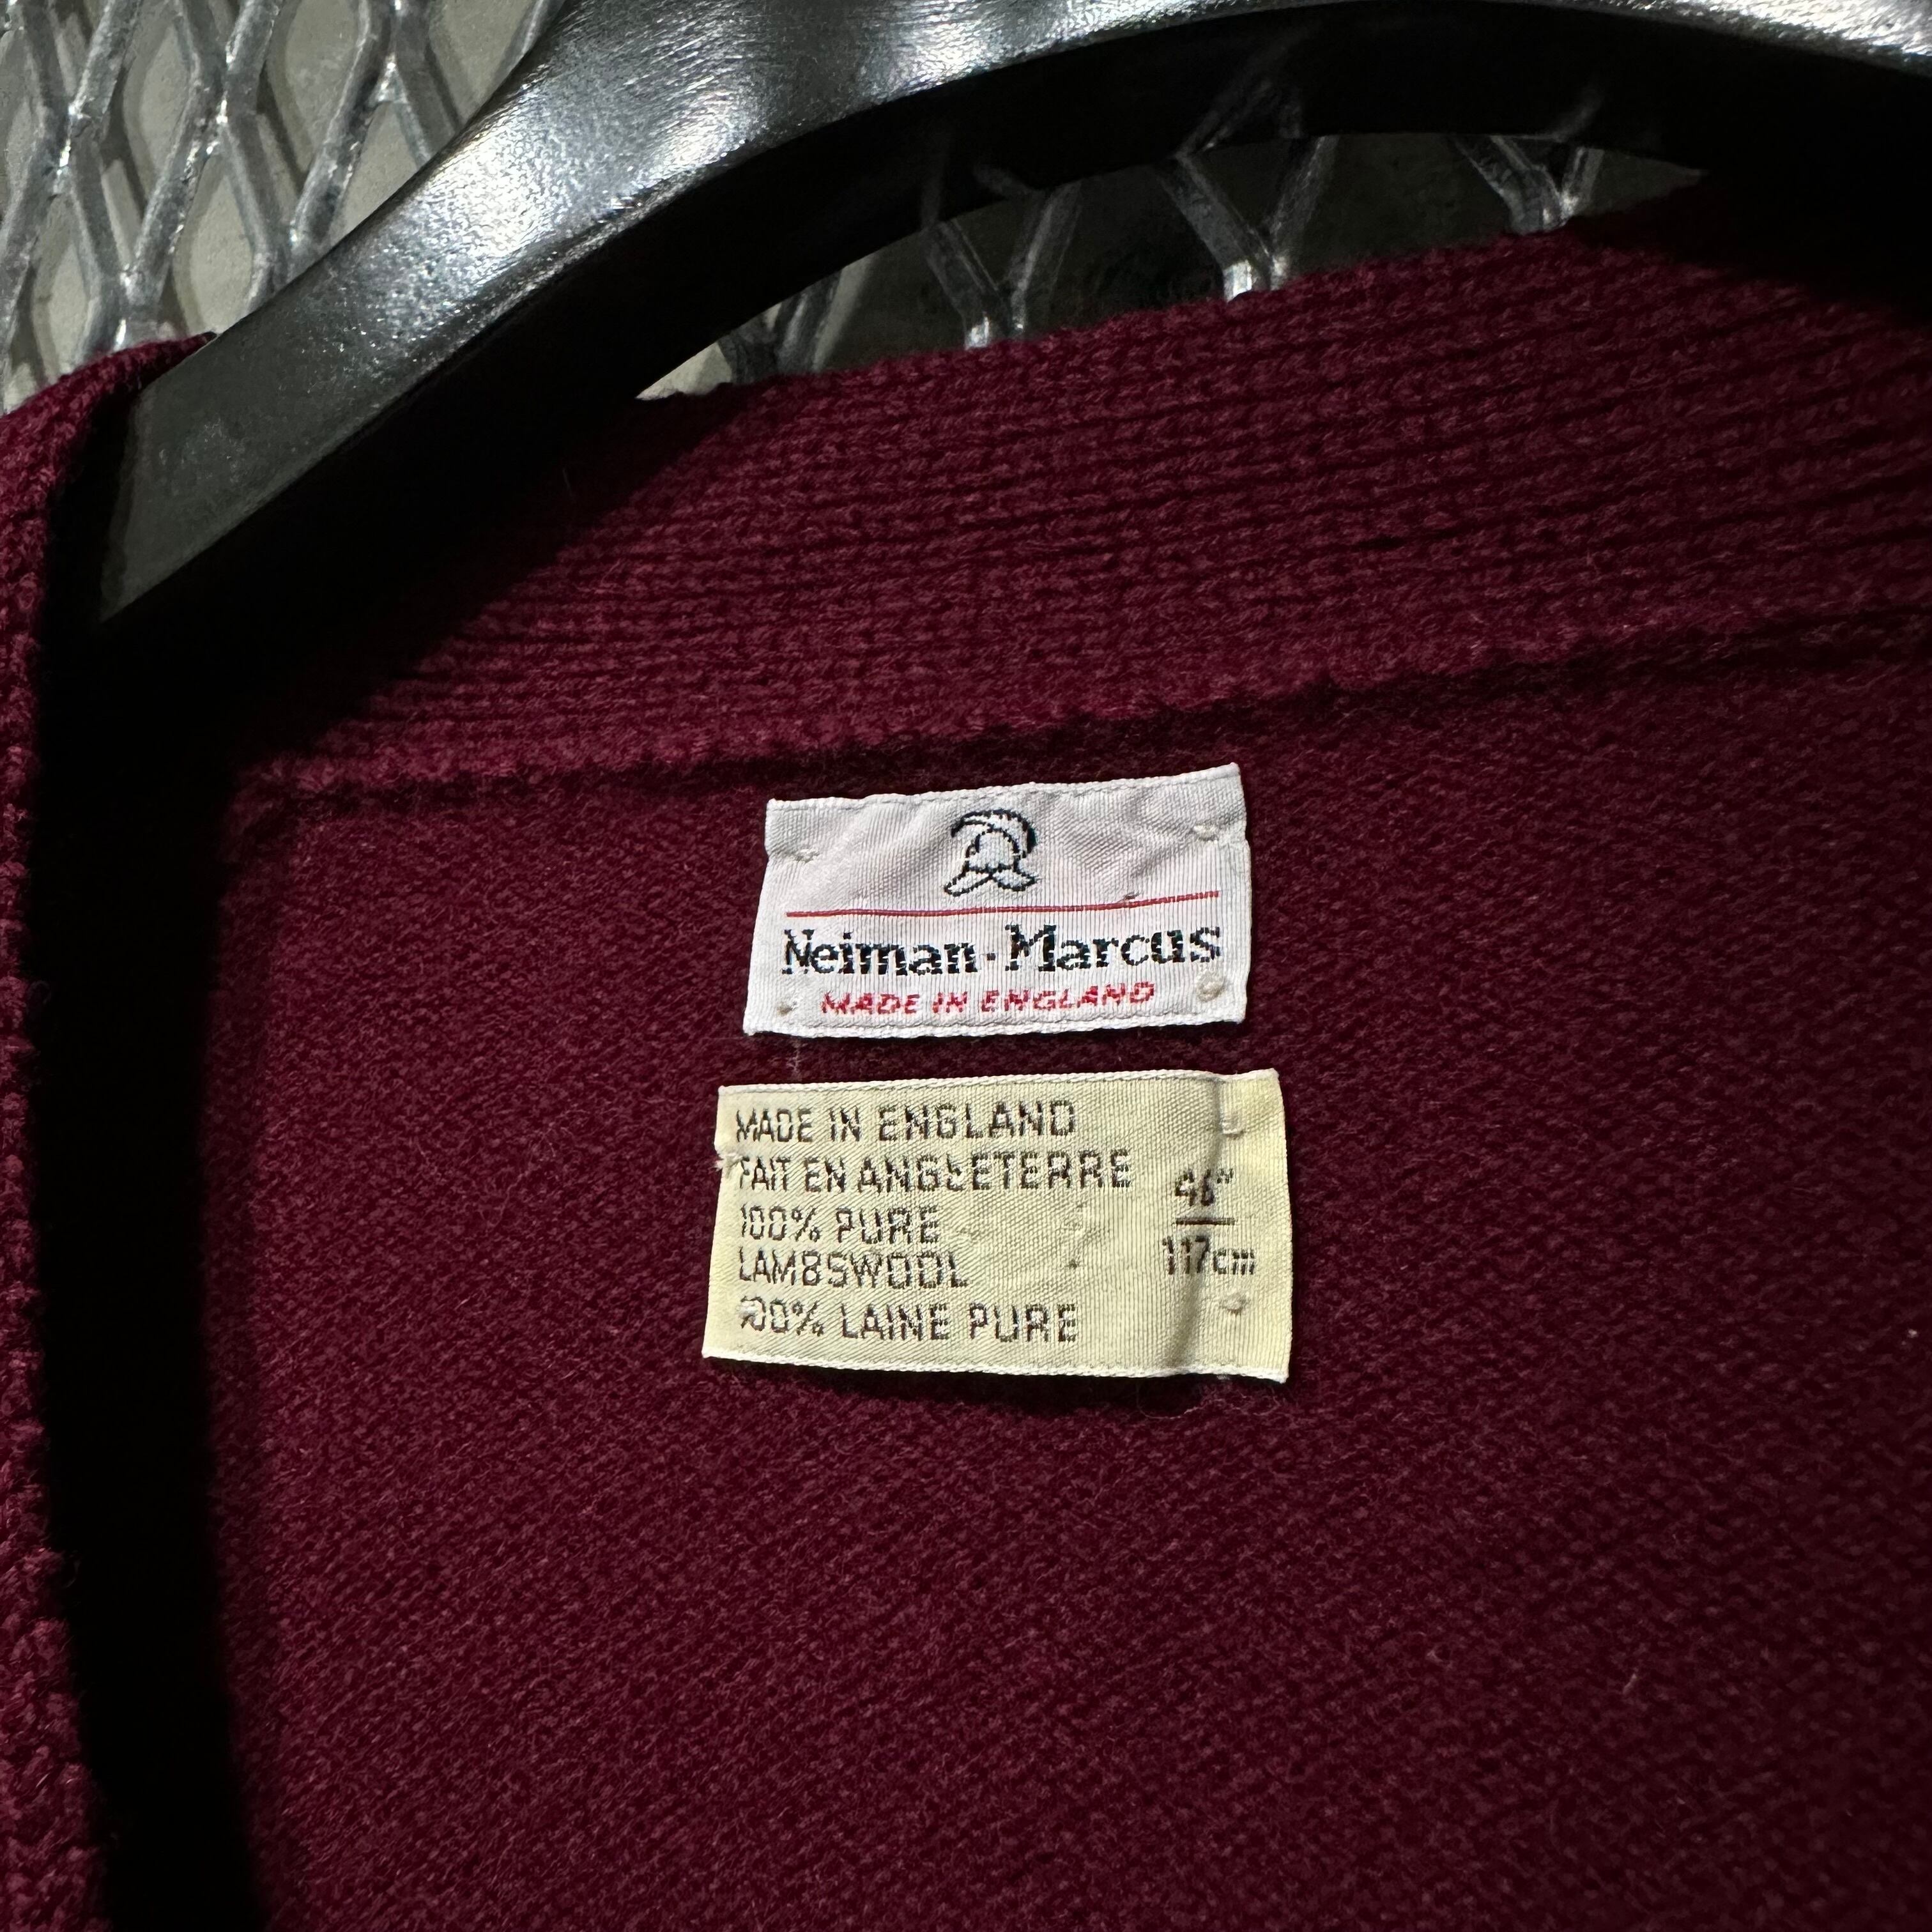 Neiman·Marcus
MADE IN ENGLAND
MADE IN ENGLAND
FAIT EN ANGLETERRE
100% PURE
LAMBSWOOL
100% LAINE PURE
46"
117cm